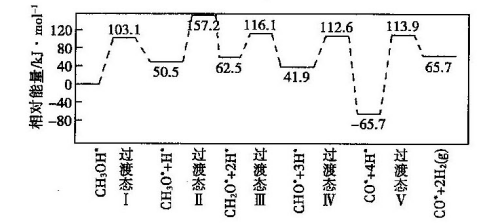 相对能量/kJ·mol⁻¹
120
80
40
0
-40
-80
103.1
157.2
116.1
112.6
113.9
50.5
62.5
41.9
-65.7
65.7
CH₃OH*
过渡态Ⅰ
CH₃O*+H*
过渡态Ⅱ
CH₂O*+2H*
过渡态Ⅲ
CHO*+3H*
过渡态Ⅳ
CO*+4H*
过渡态Ⅴ
CO*+2H₂(g)